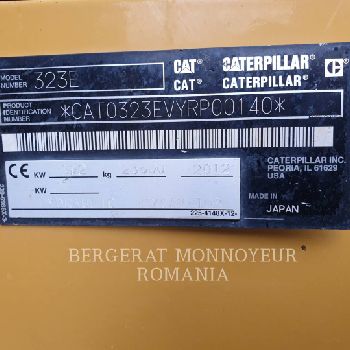 MODEL NUMBER 323E CAT CATERPILLAR
CAT CATERPILLAR
PRODUCT IDENTIFICATION NUMBER *CAT0323EVYRP00140*
CATERPILLAR INC.
PEORIA, IL 61629
USA
CE KW kg 2012
KW
MADE IN
JAPAN
BERGERAT MONNOYEUR
ROMANIA